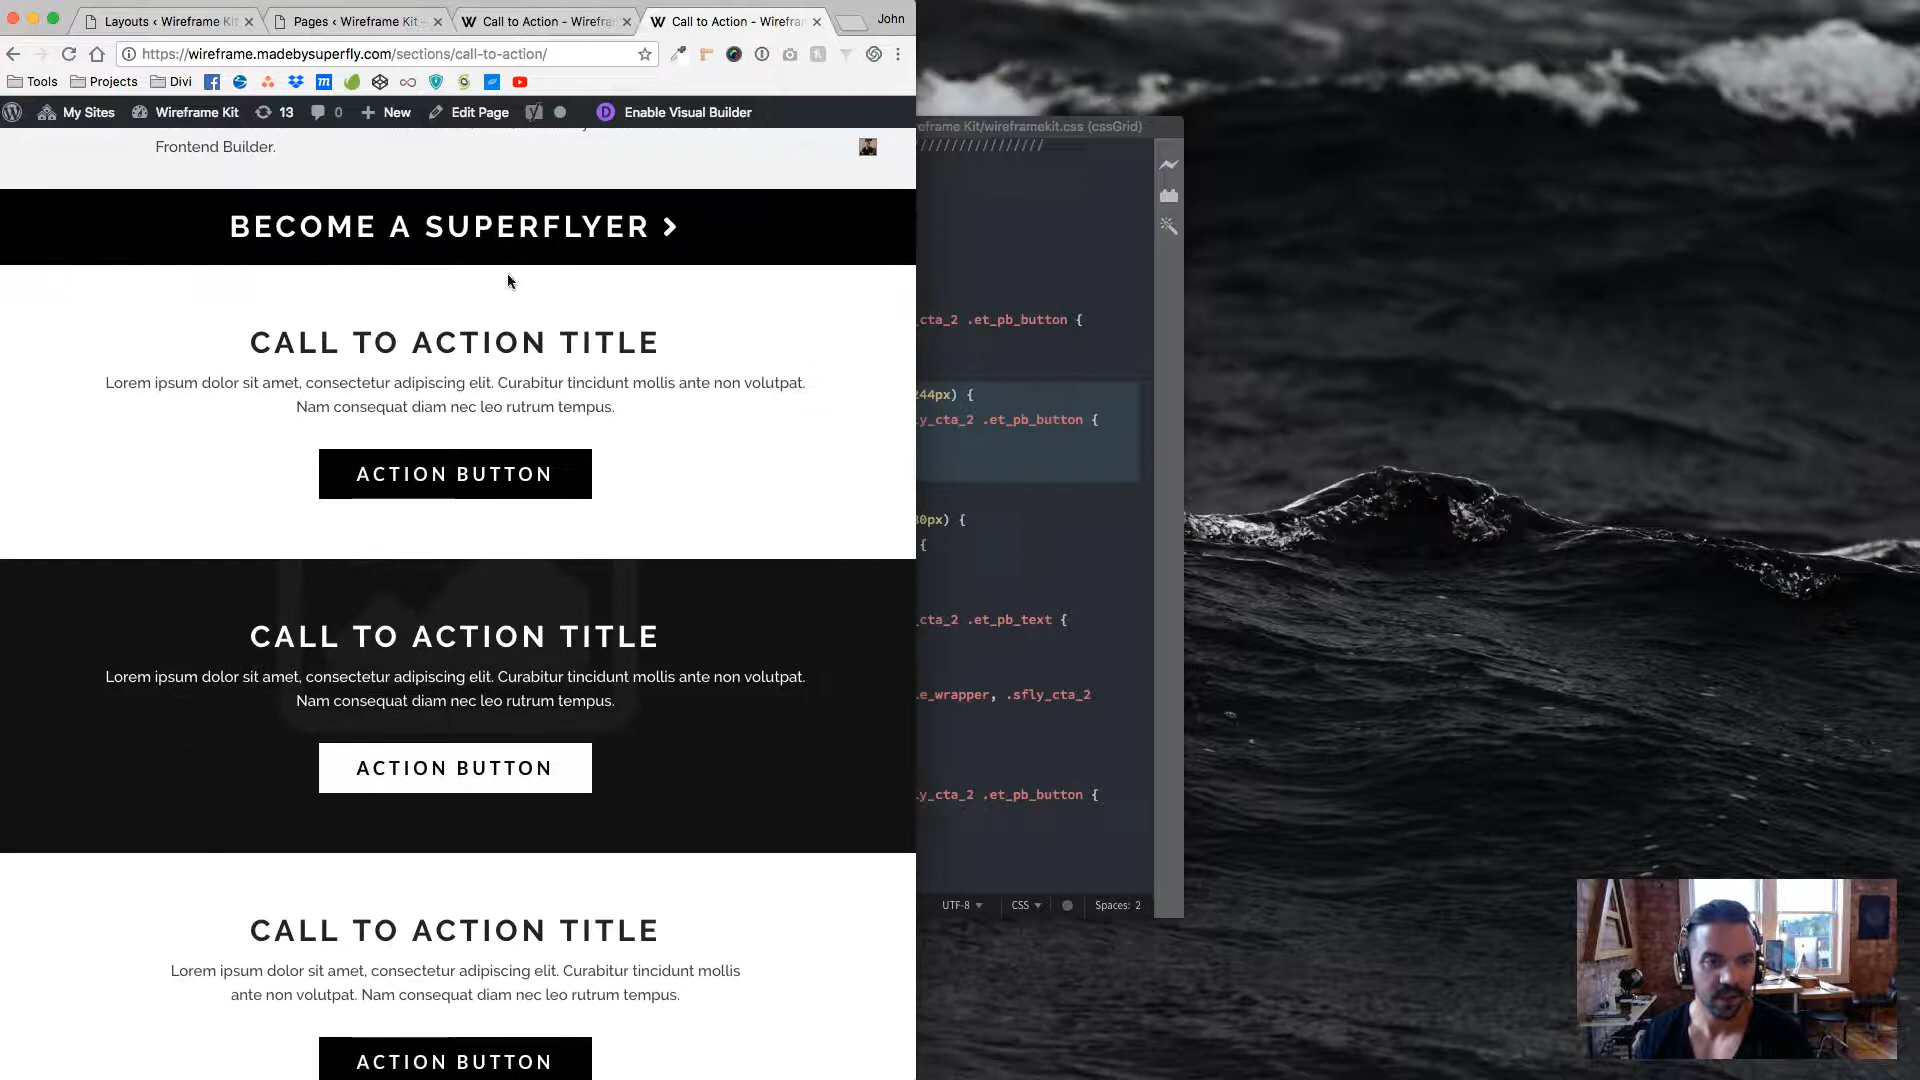 Layouts ‹ Wireframe Kit
Pages ‹ Wireframe Kit –
Call to Action - Wirefra
Call to Action - Wirefra
John
https://wireframe.madebysuperfly.com/sections/call-to-action/
Tools
Projects
Divi
My Sites
Wireframe Kit
13
0
New
Edit Page
Enable Visual Builder
Frontend Builder.
BECOME A SUPERFLYER
CALL TO ACTION TITLE
Lorem ipsum dolor sit amet, consectetur adipiscing elit. Curabitur tincidunt mollis ante non volutpat.
Nam consequat diam nec leo rutrum tempus.
ACTION BUTTON
CALL TO ACTION TITLE
Lorem ipsum dolor sit amet, consectetur adipiscing elit. Curabitur tincidunt mollis ante non volutpat.
Nam consequat diam nec leo rutrum tempus.
ACTION BUTTON
CALL TO ACTION TITLE
Lorem ipsum dolor sit amet, consectetur adipiscing elit. Curabitur tincidunt mollis
ante non volutpat. Nam consequat diam nec leo rutrum tempus.
ACTION BUTTON
eframe Kit/wireframekit.css (cssGrid)
////////////////
_cta_2 .et_pb_button {
244px) {
y_cta_2 .et_pb_button {
80px) {
{
_cta_2 .et_pb_text {
e_wrapper, .sfly_cta_2
y_cta_2 .et_pb_button {
UTF-8
CSS
Spaces: 2